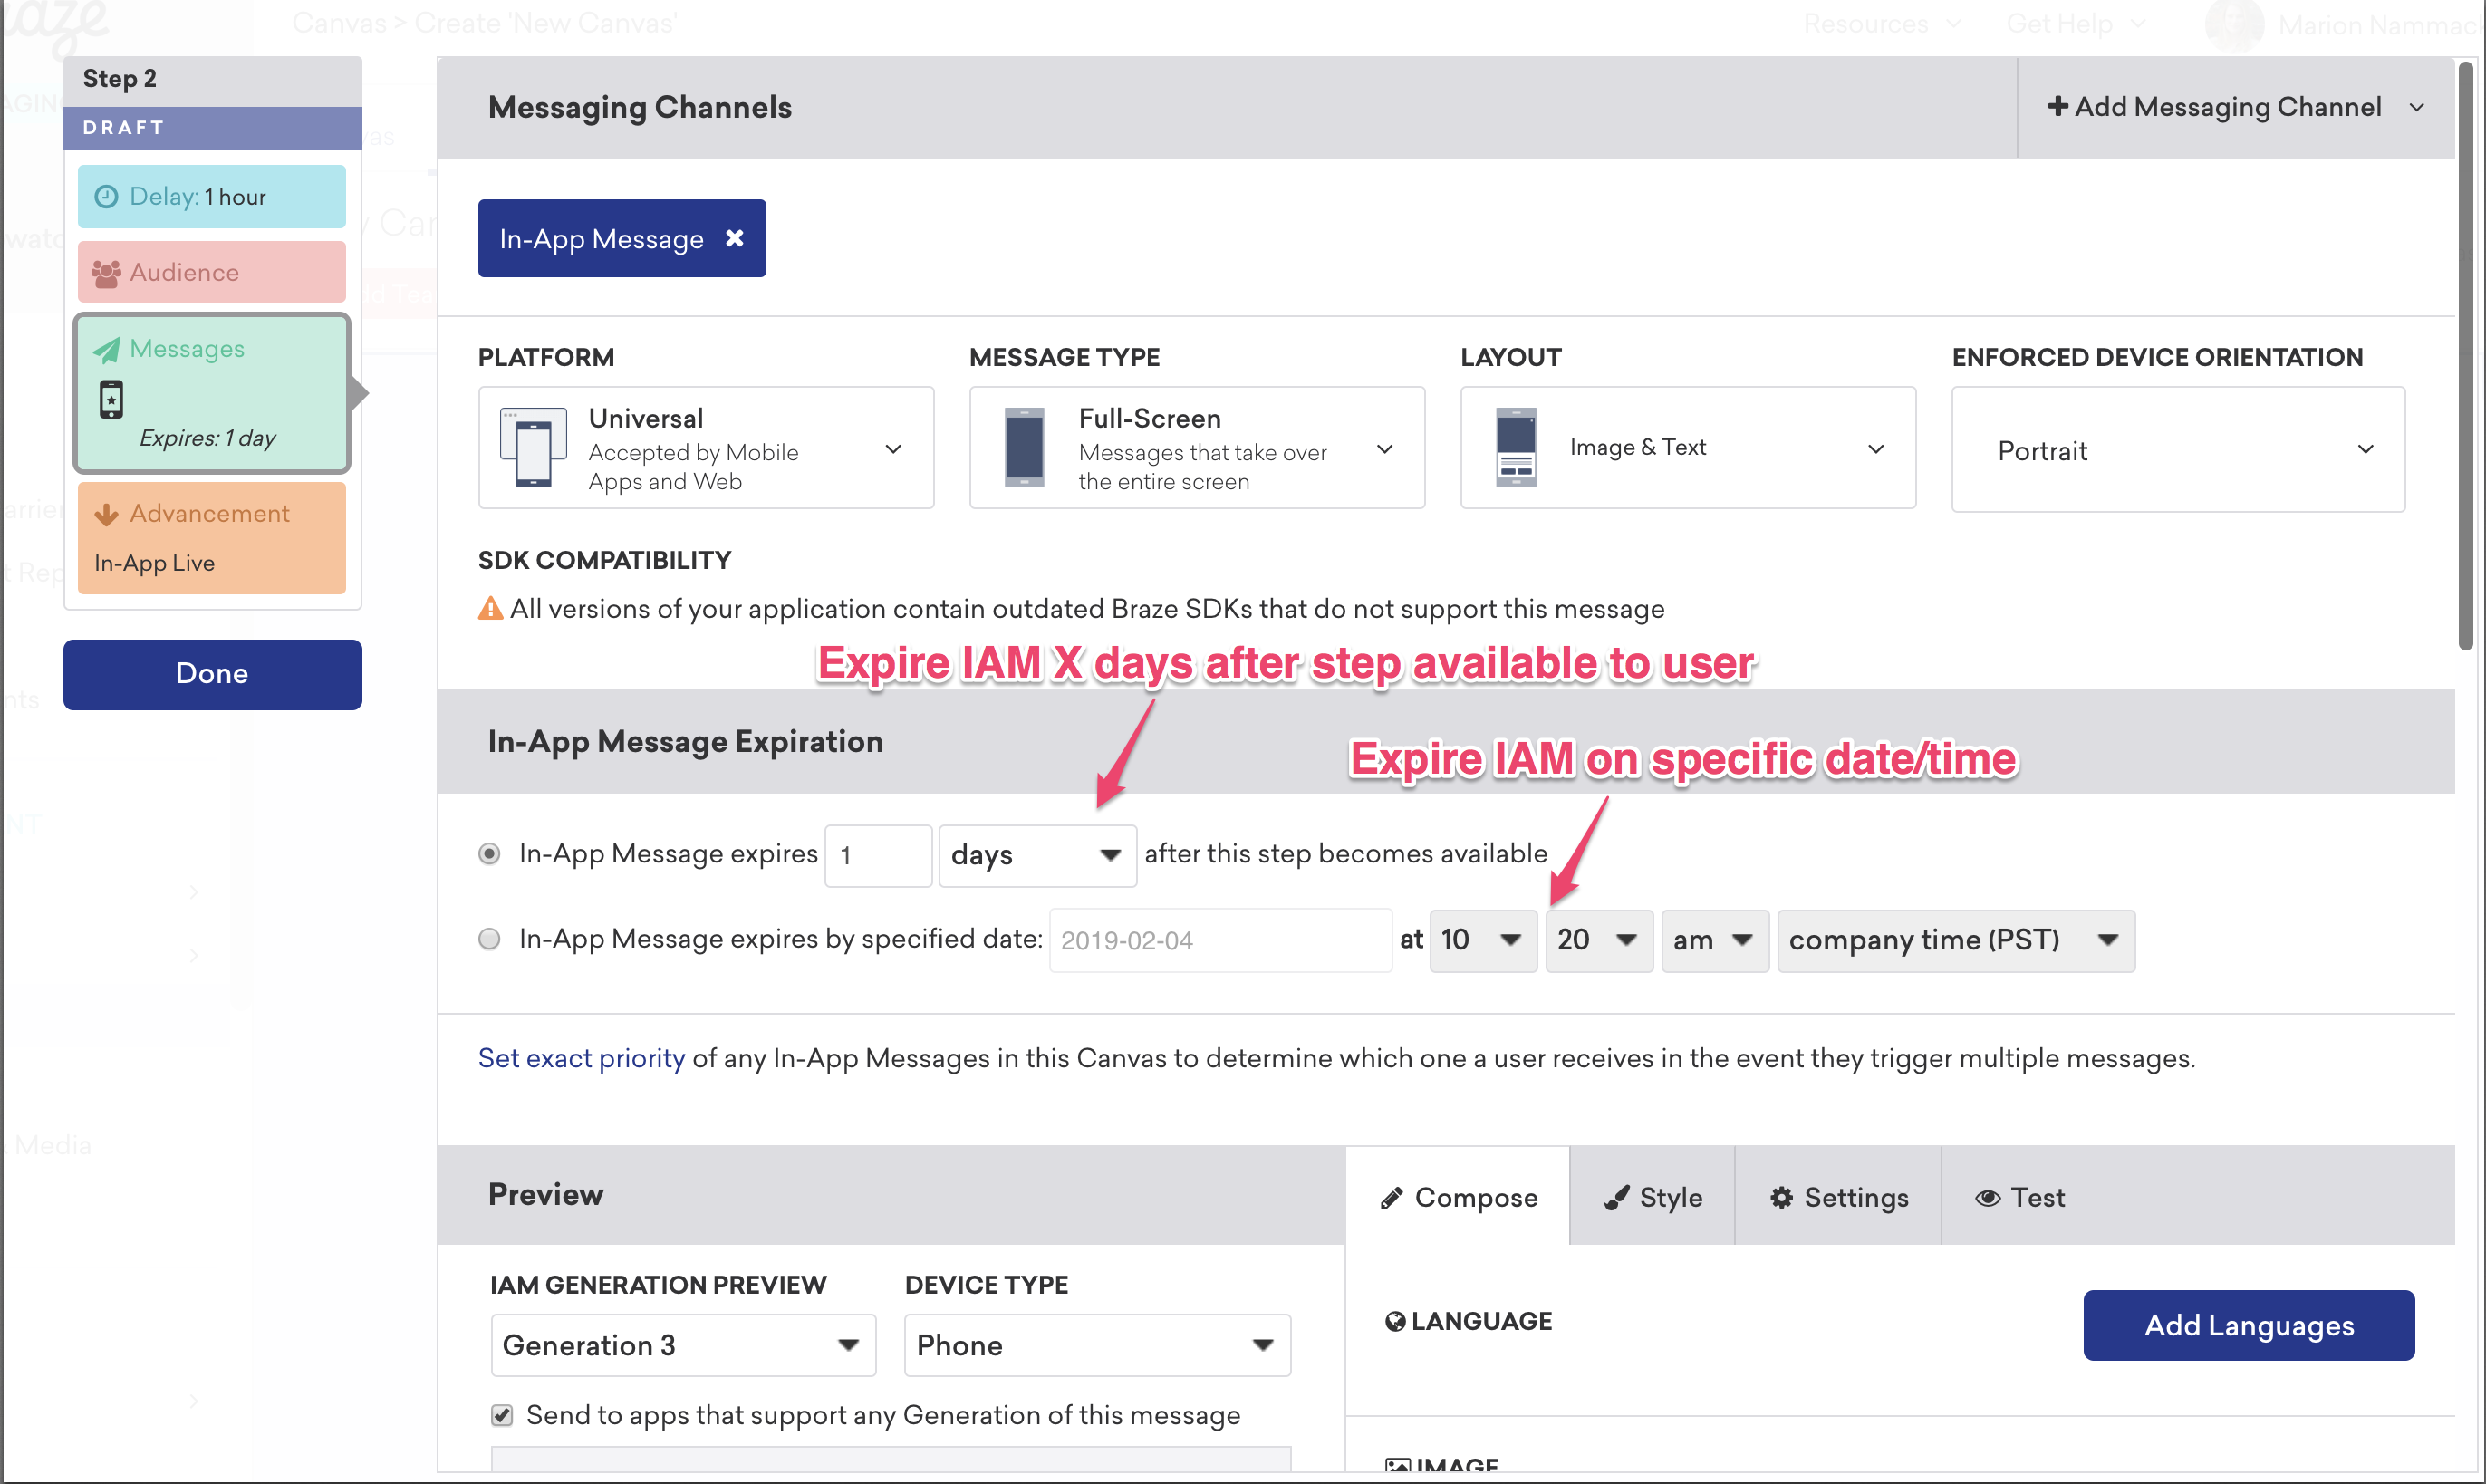 Canvas > Create 'New Canvas'
Resources
Get Help
Marion Nammack
Step 2
DRAFT
Delay: 1 hour
Audience
Messages
Expires: 1 day
Advancement
In-App Live
Done
Messaging Channels
Add Messaging Channel
In-App Message
PLATFORM
MESSAGE TYPE
LAYOUT
ENFORCED DEVICE ORIENTATION
Universal
Accepted by Mobile
Apps and Web
Full-Screen
Messages that take over
the entire screen
Image & Text
Portrait
SDK COMPATIBILITY
All versions of your application contain outdated Braze SDKs that do not support this message
Expire IAM X days after step available to user
In-App Message Expiration
Expire IAM on specific date/time
In-App Message expires 1 days after this step becomes available
In-App Message expires by specified date: 2019-02-04 at 10 20 am company time (PST)
Set exact priority of any In-App Messages in this Canvas to determine which one a user receives in the event they trigger multiple messages.
Media
Preview
Compose
Style
Settings
Test
IAM GENERATION PREVIEW
DEVICE TYPE
Generation 3
Phone
Send to apps that support any Generation of this message
LANGUAGE
Add Languages
IMAGE